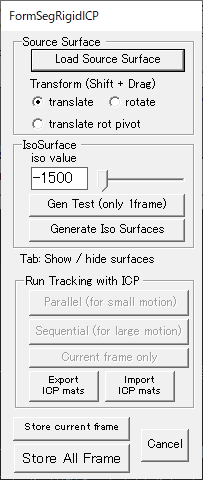 FormSegRigidICP
Source Surface
Load Source Surface
Transform (Shift + Drag)
translate
rotate
translate rot pivot
IsoSurface
iso value
-1500
Gen Test (only 1frame)
Generate Iso Surfaces
Tab: Show / hide surfaces
Run Tracking with ICP
Parallel (for small motion)
Sequential (for large motion)
Current frame only
Export
ICP mats
Import
ICP mats
Store current frame
Store All Frame
Cancel